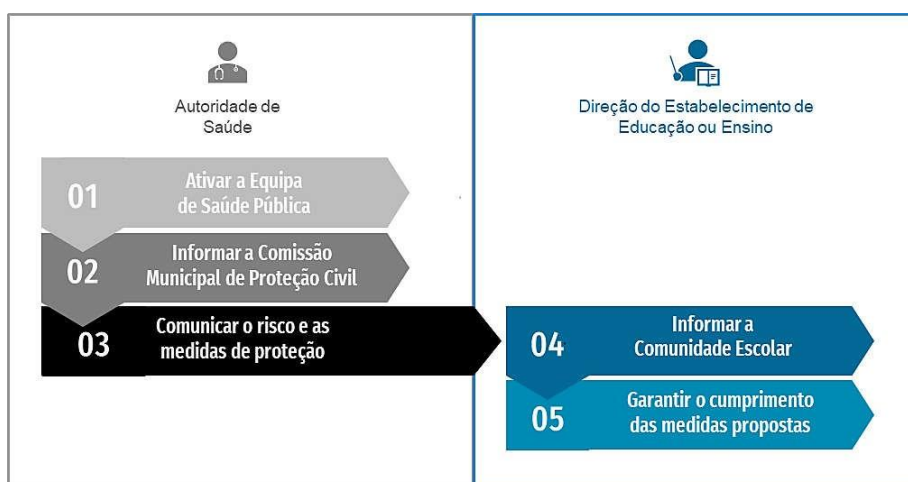 Autoridade de
Saúde
Direção do Estabelecimento de
Educação ou Ensino
01
Ativar a Equipa
de Saúde Pública
02
Informar a Comissão
Municipal de Proteção Civil
03
Comunicar o risco e as
medidas de proteção
04
Informar a
Comunidade Escolar
05
Garantir o cumprimento
das medidas propostas